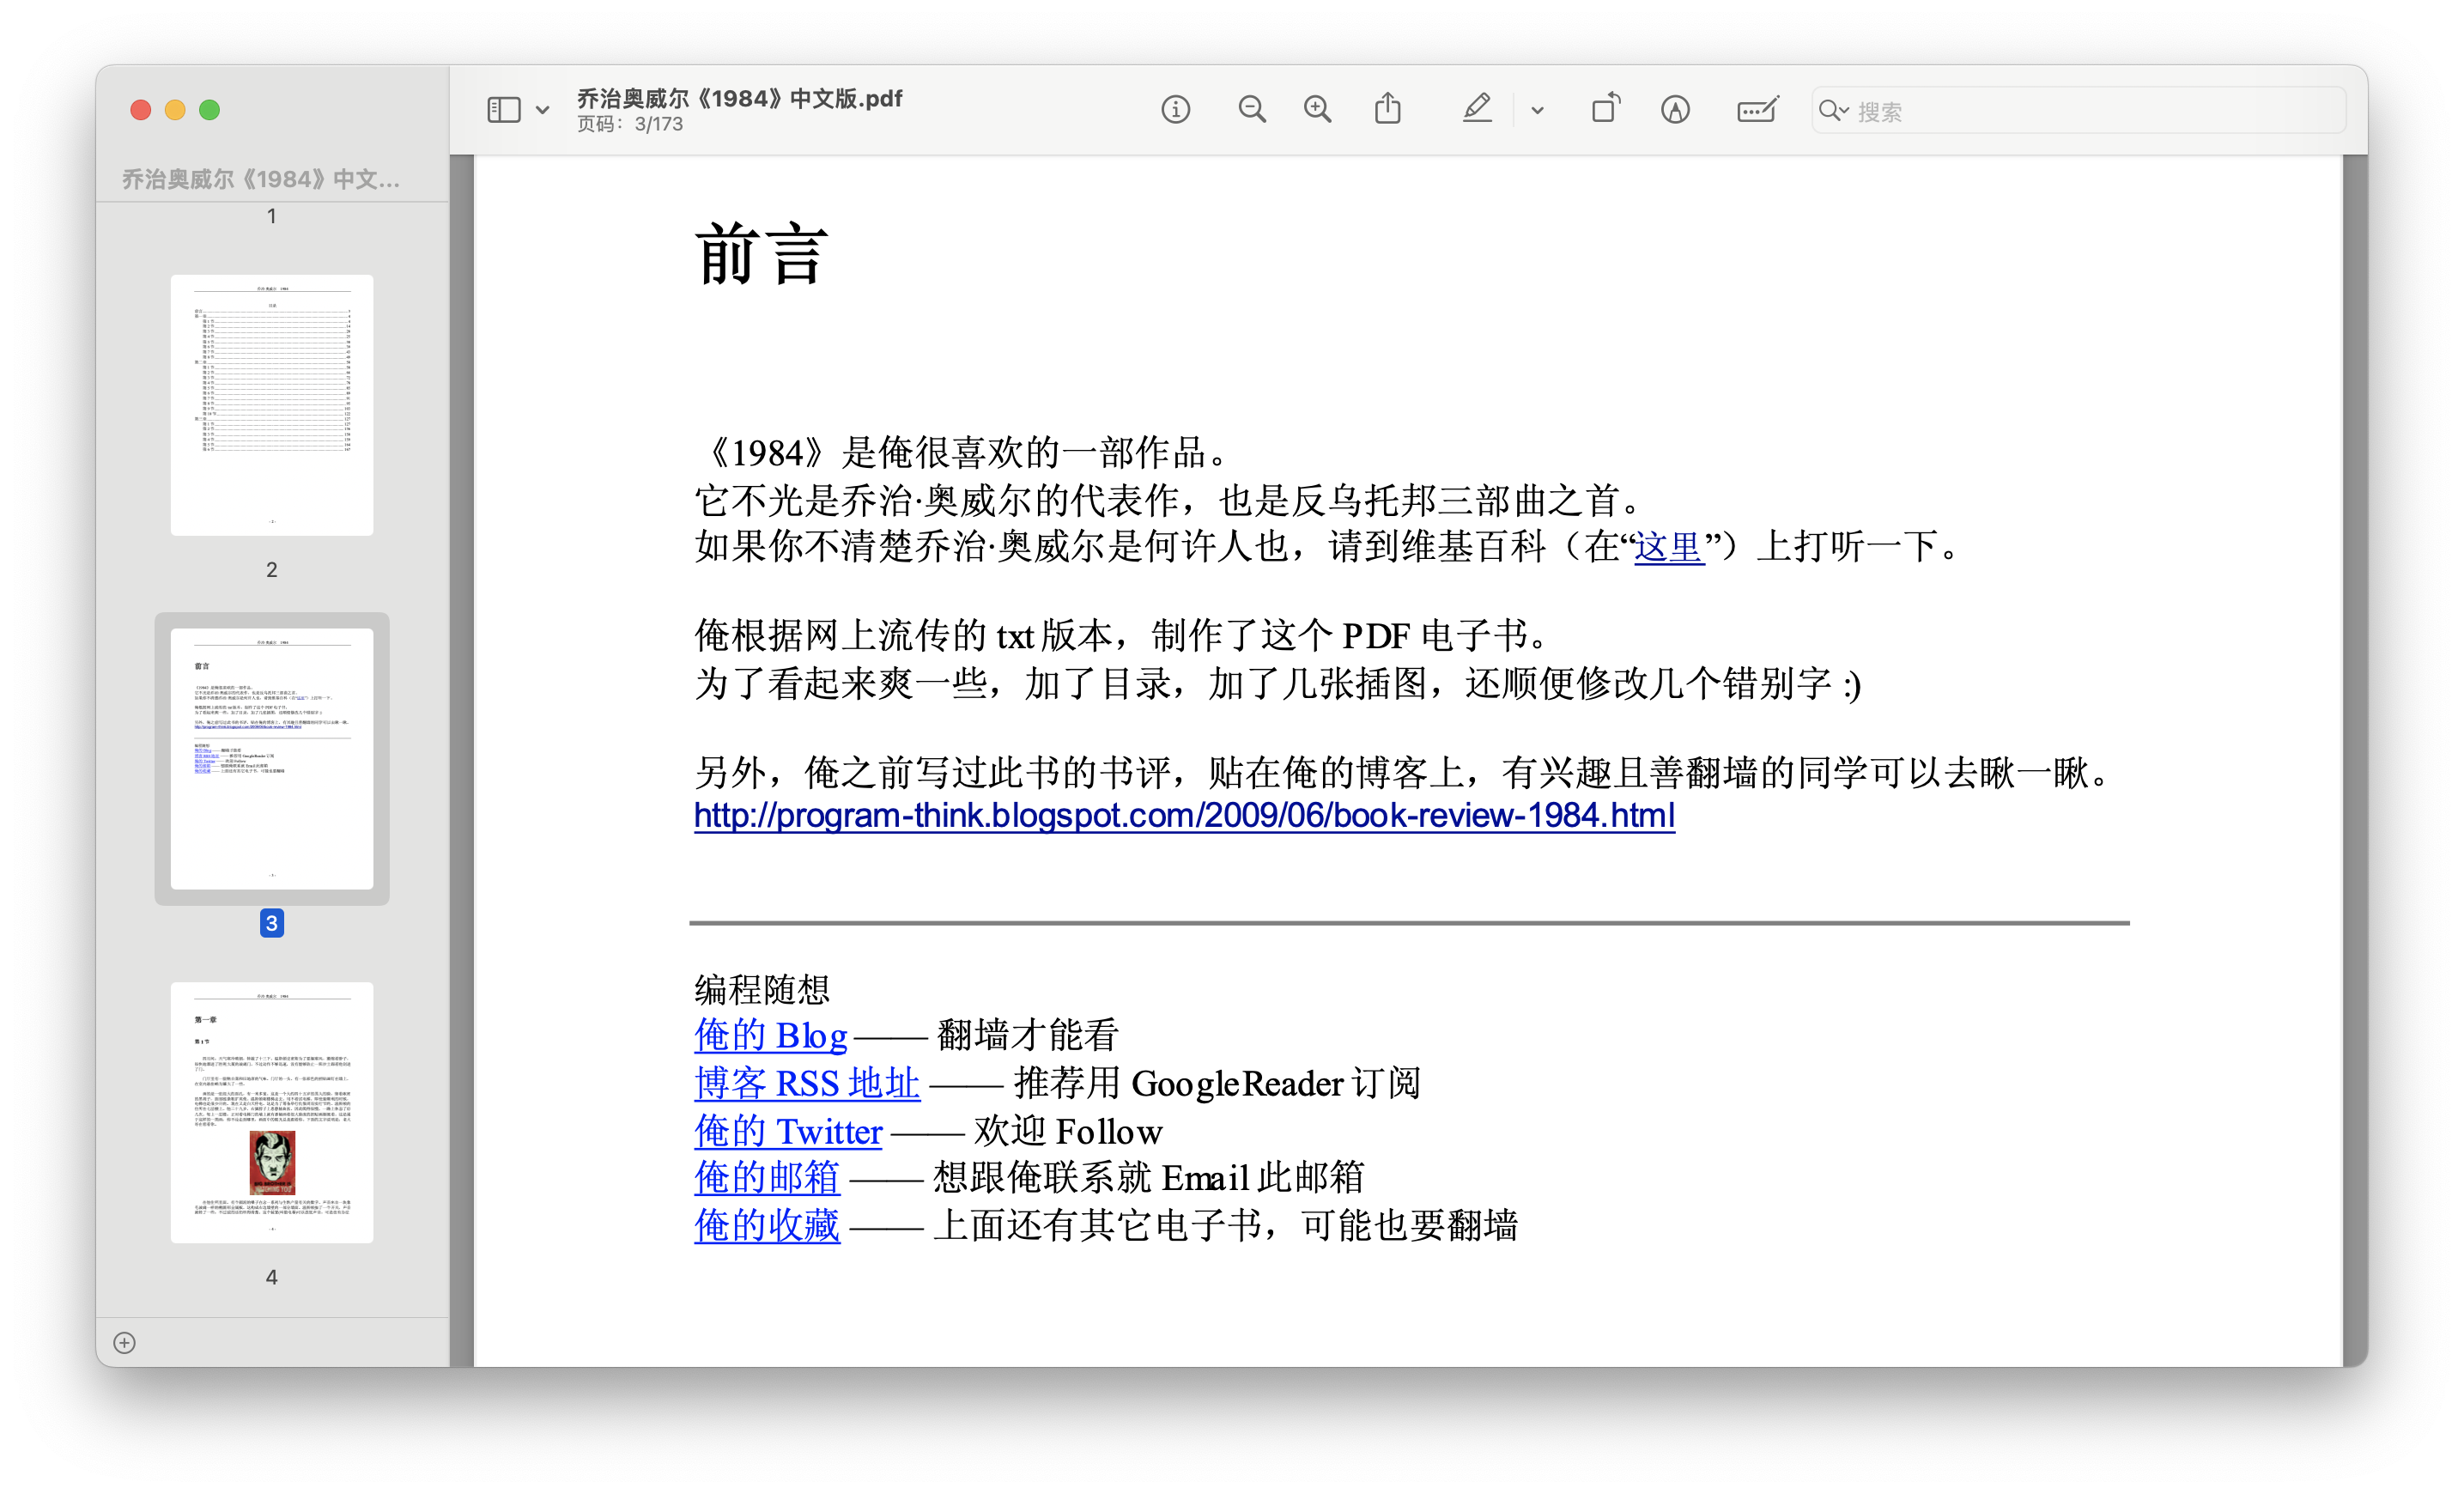 乔治奥威尔《1984》中文版.pdf
页码：3/173
搜索
乔治奥威尔《1984》中文...
1
2
3
4
前言
《1984》是俺很喜欢的一部作品。
它不光是乔治·奥威尔的代表作，也是反乌托邦三部曲之首。
如果你不清楚乔治·奥威尔是何许人也，请到维基百科（在“这里”）上打听一下。
俺根据网上流传的 txt 版本，制作了这个 PDF 电子书。
为了看起来爽一些，加了目录，加了几张插图，还顺便修改几个错别字 :)
另外，俺之前写过此书的书评，贴在俺的博客上，有兴趣且善翻墙的同学可以去瞅一瞅。
http://program-think.blogspot.com/2009/06/book-review-1984.html
编程随想
俺的 Blog —— 翻墙才能看
博客 RSS 地址 —— 推荐用 GoogleReader 订阅
俺的 Twitter —— 欢迎 Follow
俺的邮箱 —— 想跟俺联系就 Email 此邮箱
俺的收藏 —— 上面还有其它电子书，可能也要翻墙